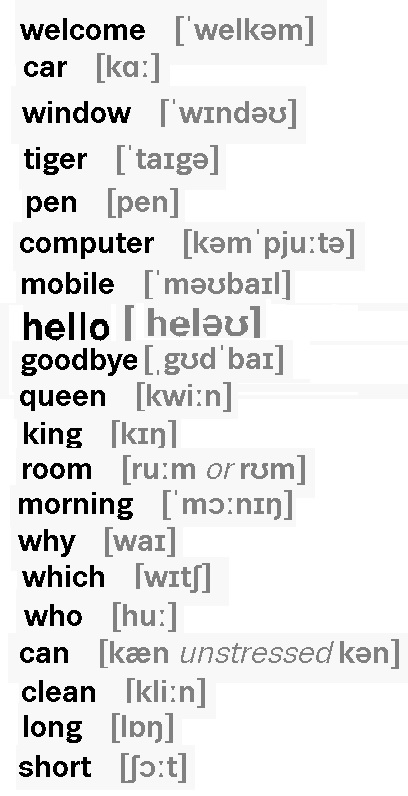 welcome [ˈwelkəm]
car [kɑː]
window [ˈwɪndəʊ]
tiger [ˈtaɪgə]
pen [pen]
computer [kəmˈpjuːtə]
mobile [ˈməʊbaɪl]
hello [ heləʊ]
goodbye [ˌgʊdˈbaɪ]
queen [kwiːn]
king [kɪŋ]
room [ruːm or rʊm]
morning [ˈmɔːnɪŋ]
why [waɪ]
which [wɪtʃ]
who [huː]
can [kæn unstressed kən]
clean [kliːn]
long [lɒŋ]
short [ʃɔːt]